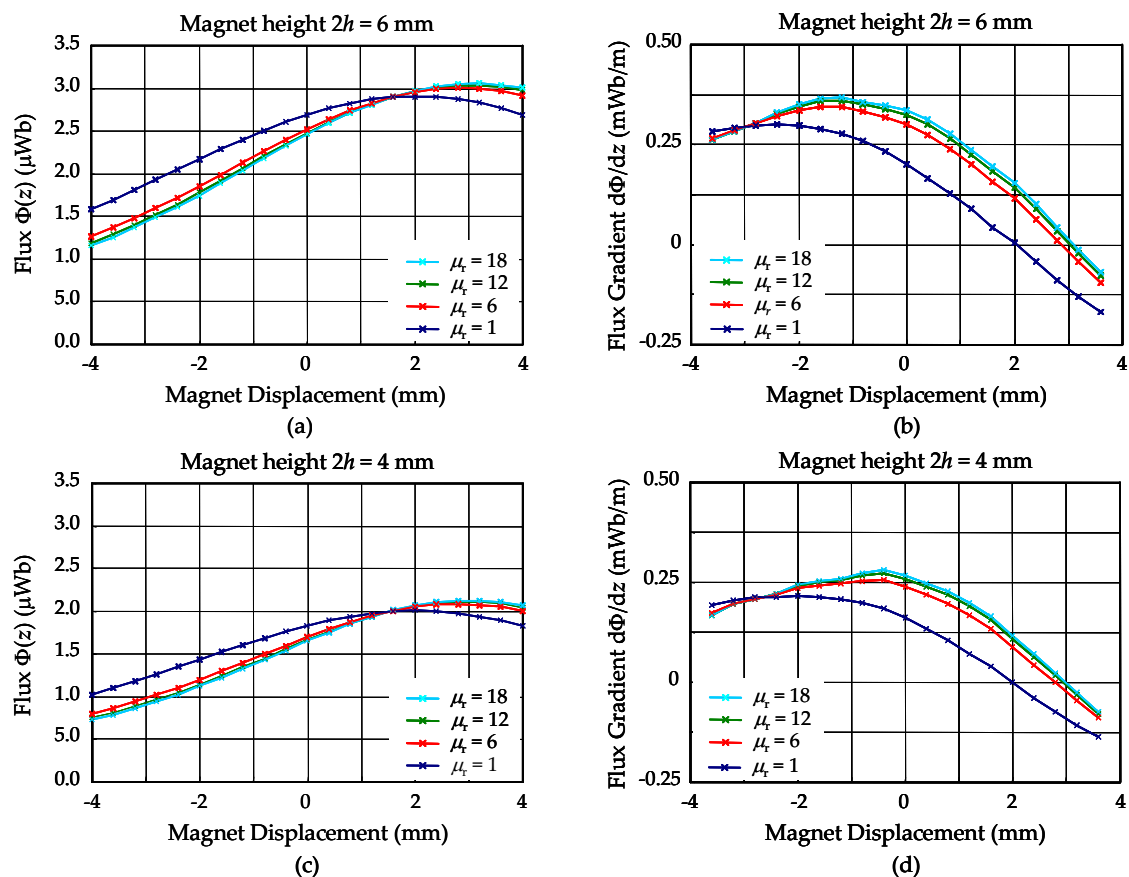 Magnet height 2h = 6 mm
Flux Φ(z) (μWb)
3.5
3.0
2.5
2.0
1.5
1.0
5.0
0.0
μr = 18
μr = 12
μr = 6
μr = 1
-4
-2
0
2
4
Magnet Displacement (mm)
(a)
Magnet height 2h = 6 mm
Flux Gradient dΦ/dz (mWb/m)
0.50
0.25
0
-0.25
μr = 18
μr = 12
μr = 6
μr = 1
-4
-2
0
2
4
Magnet Displacement (mm)
(b)
Magnet height 2h = 4 mm
Flux Φ(z) (μWb)
3.5
3.0
2.5
2.0
1.5
1.0
5.0
0.0
μr = 18
μr = 12
μr = 6
μr = 1
-4
-2
0
2
4
Magnet Displacement (mm)
(c)
Magnet height 2h = 4 mm
Flux Gradient dΦ/dz (mWb/m)
0.50
0.25
0
-0.25
μr = 18
μr = 12
μr = 6
μr = 1
-4
-2
0
2
4
Magnet Displacement (mm)
(d)